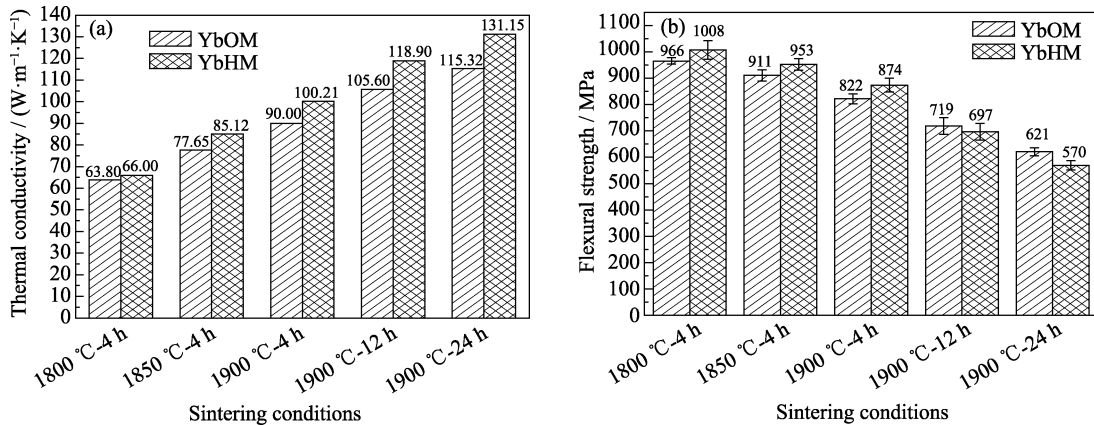 (a)
YbOM
YbHM
Thermal conductivity / (W·m⁻¹·K⁻¹)
140
130
120
110
100
90
80
70
60
50
40
30
20
10
0
63.80
66.00
77.65
85.12
90.00
100.21
105.60
118.90
115.32
131.15
1800 ℃-4 h
1850 ℃-4 h
1900 ℃-4 h
1900 ℃-12 h
1900 ℃-24 h
Sintering conditions
(b)
YbOM
YbHM
Flexural strength / MPa
1100
1000
900
800
700
600
500
400
300
200
100
0
966
1008
911
953
822
874
719
697
621
570
1800 ℃-4 h
1850 ℃-4 h
1900 ℃-4 h
1900 ℃-12 h
1900 ℃-24 h
Sintering conditions